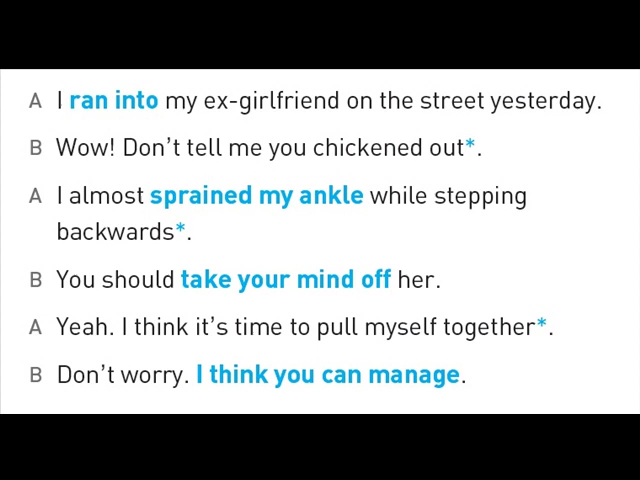 A I ran into my ex-girlfriend on the street yesterday.
B Wow! Don't tell me you chickened out*.
A I almost sprained my ankle while stepping
backwards*.
B You should take your mind off her.
A Yeah. I think it's time to pull myself together*.
B Don't worry. I think you can manage.